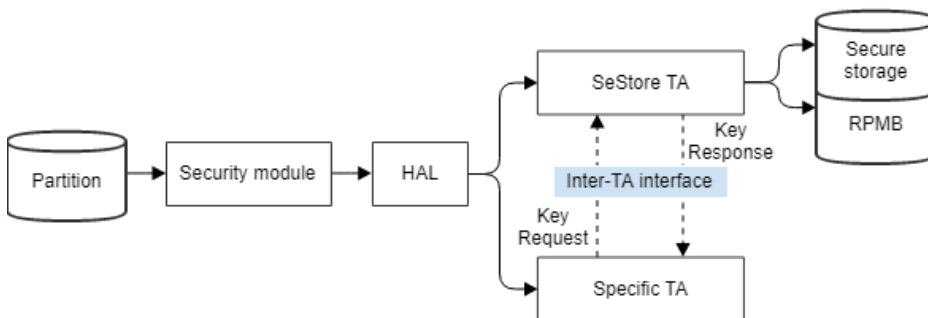 Partition
Security module
HAL
SeStore TA
Secure
storage
RPMB
Key
Response
Inter-TA interface
Key
Request
Specific TA